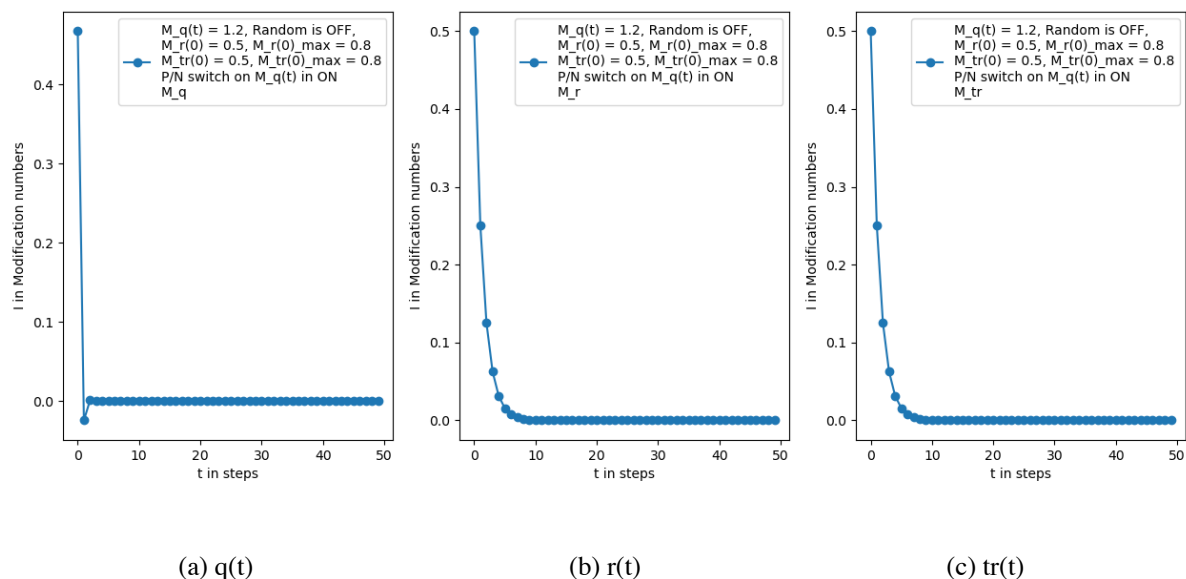 M_q(t) = 1.2, Random is OFF,
M_r(0) = 0.5, M_r(0)_max = 0.8
M_tr(0) = 0.5, M_tr(0)_max = 0.8
P/N switch on M_q(t) in ON
M_q
0.4
0.3
0.2
0.1
0.0
I in Modification numbers
0 10 20 30 40 50
t in steps
(a) q(t)
M_q(t) = 1.2, Random is OFF,
M_r(0) = 0.5, M_r(0)_max = 0.8
M_tr(0) = 0.5, M_tr(0)_max = 0.8
P/N switch on M_q(t) in ON
M_r
0.5
0.4
0.3
0.2
0.1
0.0
I in Modification numbers
0 10 20 30 40 50
t in steps
(b) r(t)
M_q(t) = 1.2, Random is OFF,
M_r(0) = 0.5, M_r(0)_max = 0.8
M_tr(0) = 0.5, M_tr(0)_max = 0.8
P/N switch on M_q(t) in ON
M_tr
0.5
0.4
0.3
0.2
0.1
0.0
I in Modification numbers
0 10 20 30 40 50
t in steps
(c) tr(t)